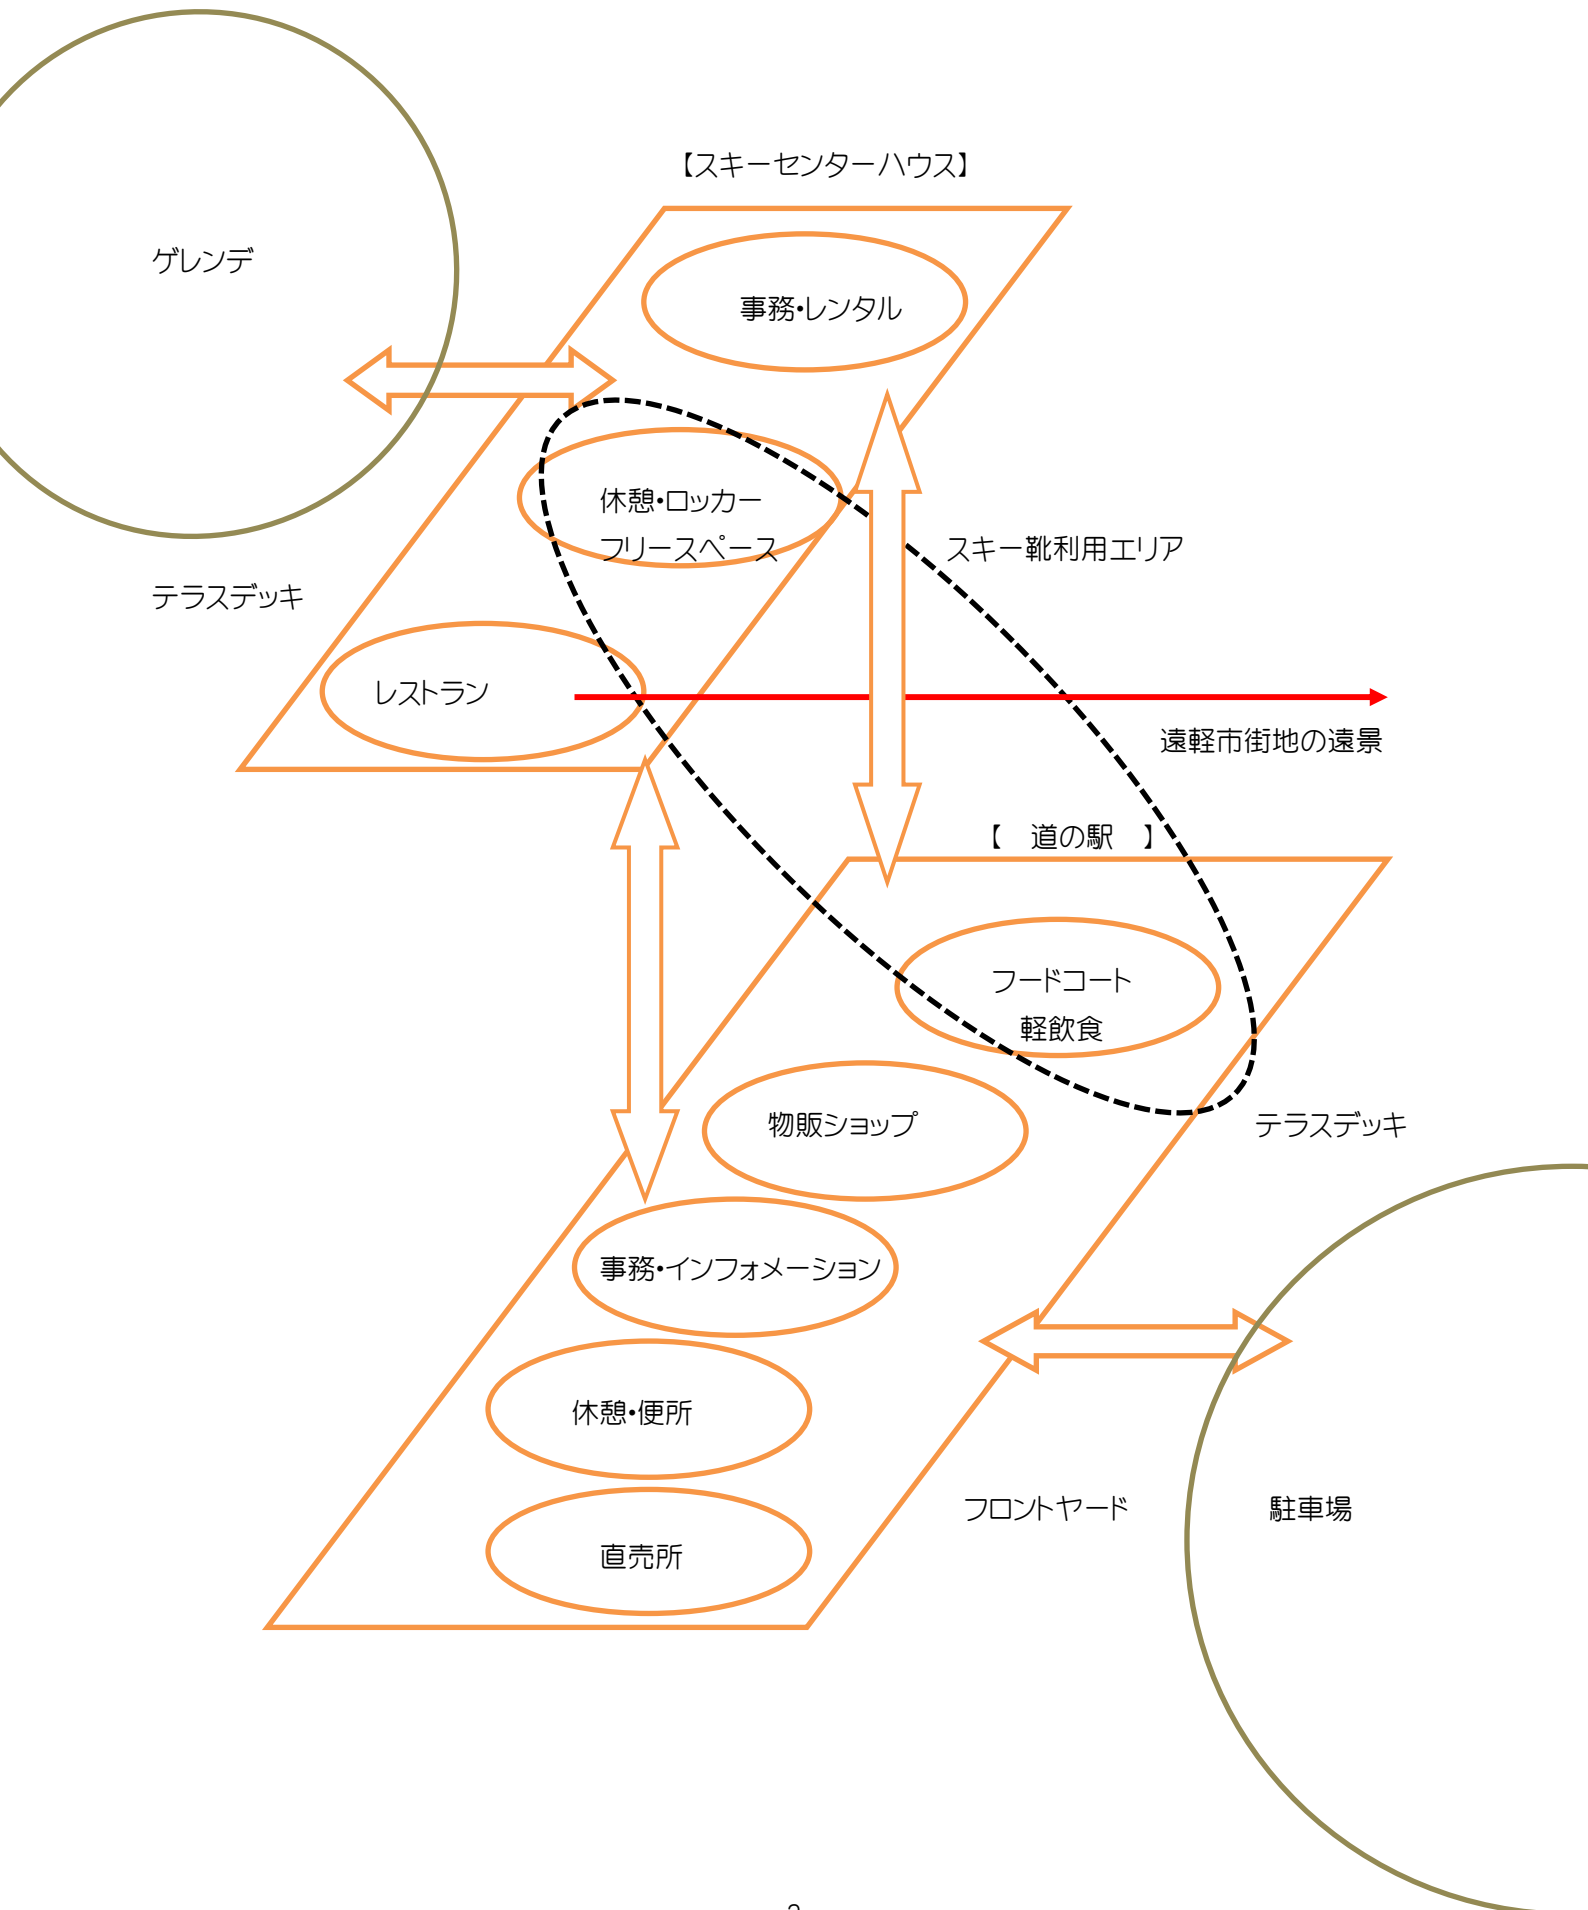 【スキーセンターハウス】
ゲレンデ
事務・レンタル
休憩・ロッカー
フリースペース
スキー靴利用エリア
テラスデッキ
レストラン
遠軽市街地の遠景
【　道の駅　】
フードコート
軽飲食
物販ショップ
テラスデッキ
事務・インフォメーション
休憩・便所
フロントヤード
駐車場
直売所